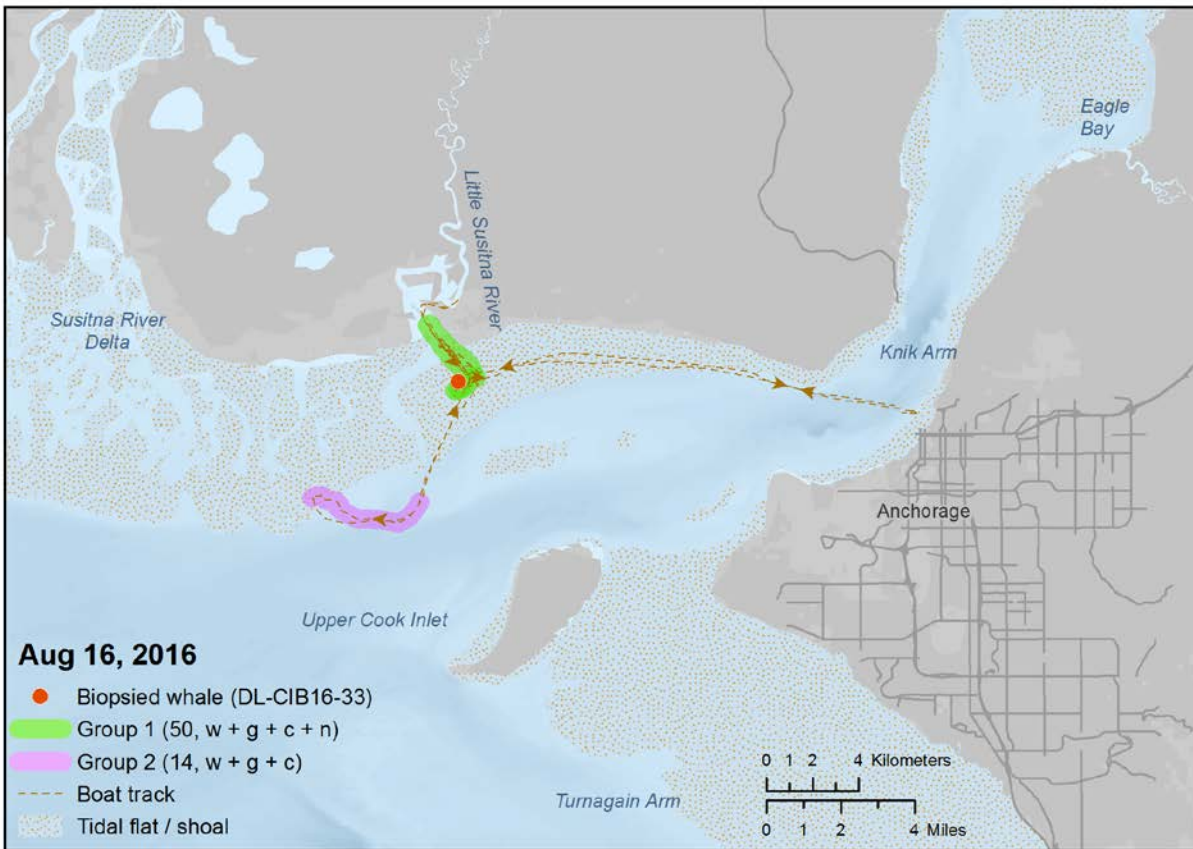 Eagle
Bay
Little Susitna River
Susitna River
Delta
Knik Arm
Anchorage
Upper Cook Inlet
Aug 16, 2016
Biopsied whale (DL-CIB16-33)
Group 1 (50, w + g + c + n)
Group 2 (14, w + g + c)
Boat track
Tidal flat / shoal
0 1 2 4 Kilometers
0 1 2 4 Miles
Turnagain Arm